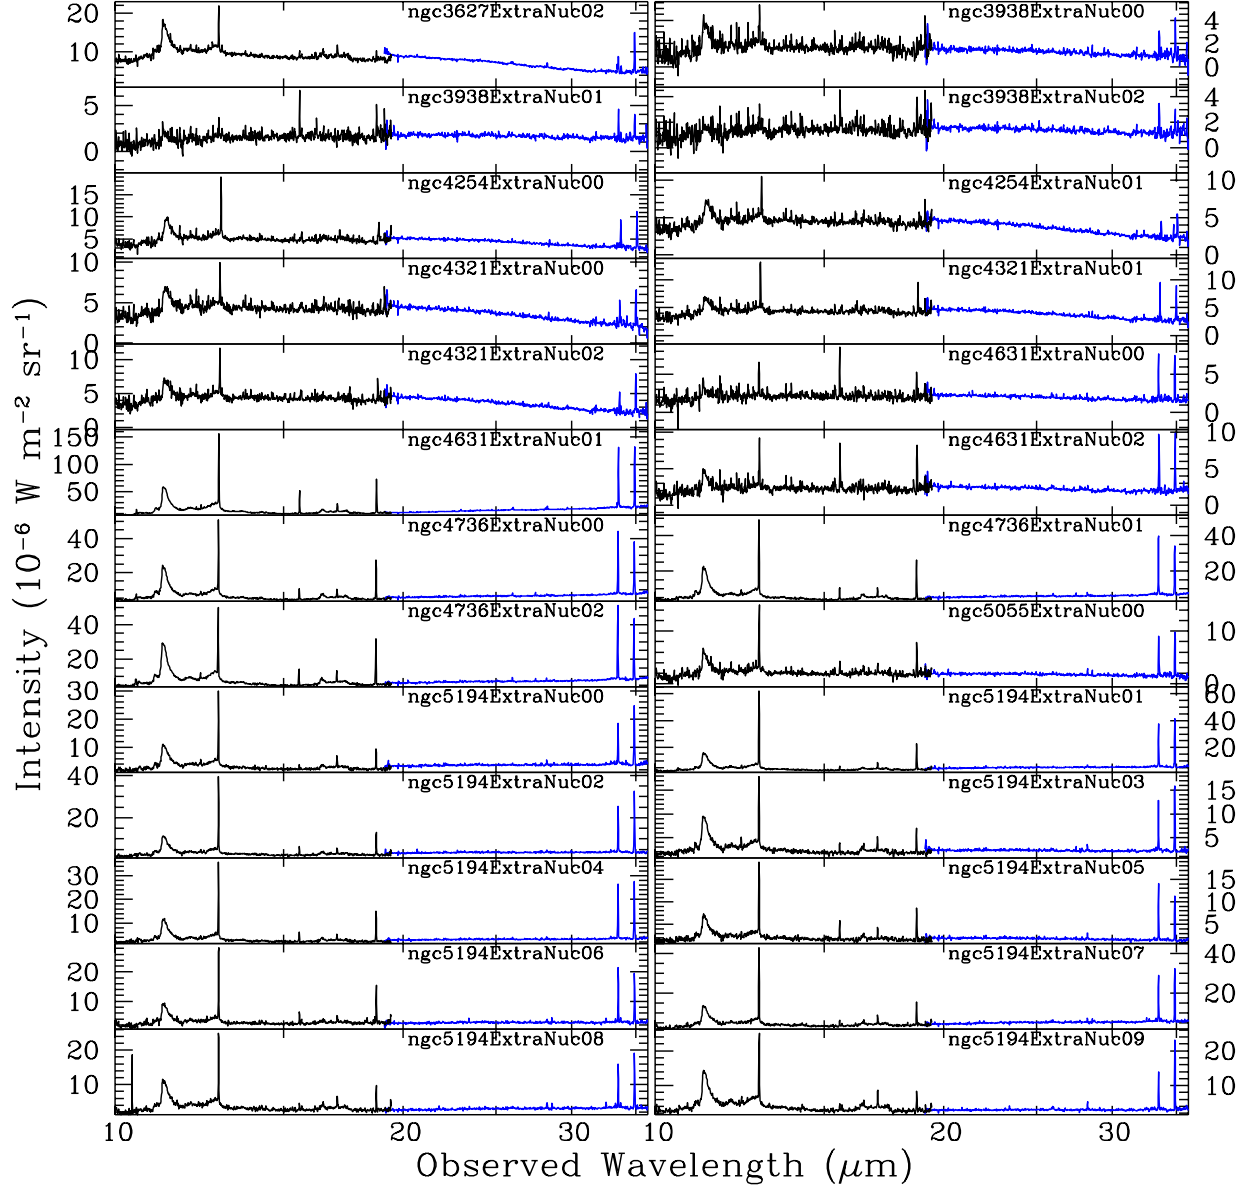 ngc3627ExtraNuc02
20
10
ngc3938ExtraNuc00
4
2
0
ngc3938ExtraNuc01
5
0
ngc3938ExtraNuc02
4
2
0
ngc4254ExtraNuc00
15
10
5
ngc4254ExtraNuc01
10
5
0
ngc4321ExtraNuc00
10
5
0
ngc4321ExtraNuc01
10
5
0
ngc4321ExtraNuc02
10
5
0
ngc4631ExtraNuc00
5
0
ngc4631ExtraNuc01
150
100
50
ngc4631ExtraNuc02
10
5
0
ngc4736ExtraNuc00
40
20
ngc4736ExtraNuc01
40
20
ngc4736ExtraNuc02
40
20
ngc5055ExtraNuc00
10
0
ngc5194ExtraNuc00
30
20
10
ngc5194ExtraNuc01
60
40
20
ngc5194ExtraNuc02
40
20
ngc5194ExtraNuc03
15
10
5
ngc5194ExtraNuc04
30
20
10
ngc5194ExtraNuc05
15
10
5
ngc5194ExtraNuc06
20
10
ngc5194ExtraNuc07
40
20
ngc5194ExtraNuc08
20
10
ngc5194ExtraNuc09
20
10
10 20 30 10 20 30
Observed Wavelength (μm)
Intensity (10⁻⁶ W m⁻² sr⁻¹)